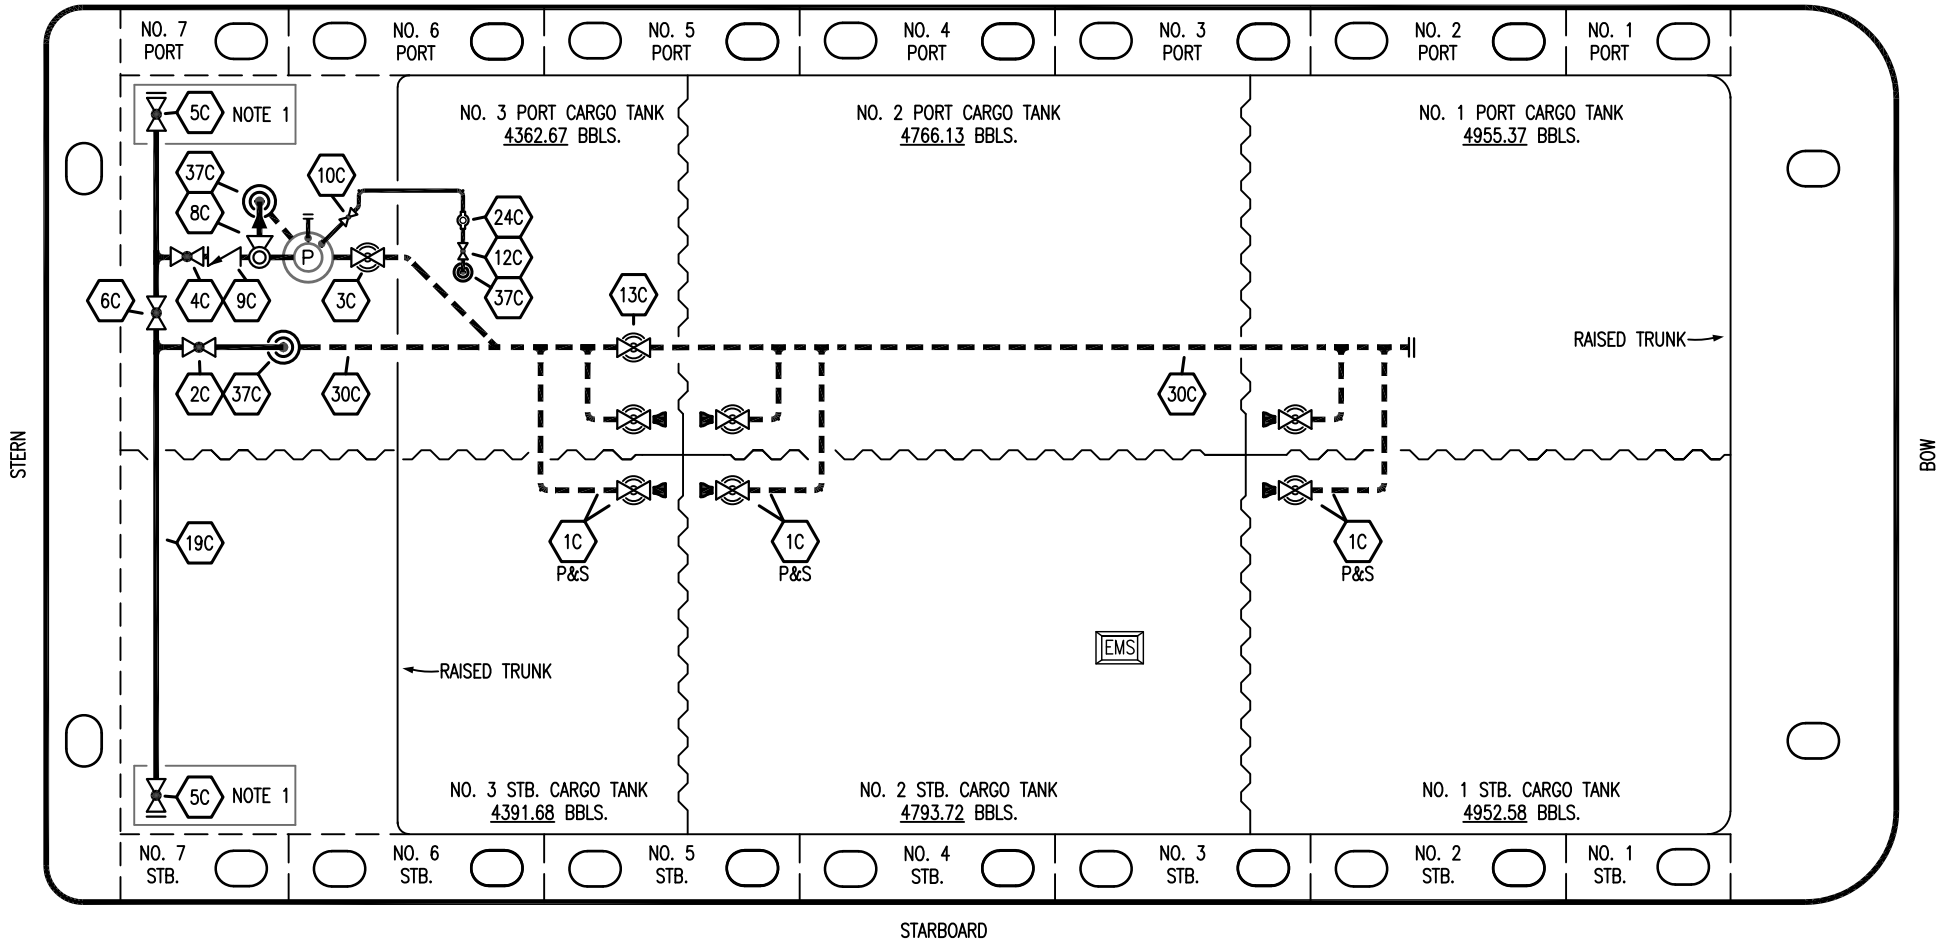 NO. 7
PORT
NO. 6
PORT
NO. 5
PORT
NO. 4
PORT
NO. 3
PORT
NO. 2
PORT
NO. 1
PORT
5C
NOTE 1
NO. 3 PORT CARGO TANK
4362.67 BBLS.
NO. 2 PORT CARGO TANK
4766.13 BBLS.
NO. 1 PORT CARGO TANK
4955.37 BBLS.
37C
10C
8C
24C
P
12C
6C
4C
9C
3C
37C
13C
RAISED TRUNK
2C
37C
30C
30C
STERN
BOW
19C
1C
P&S
1C
P&S
1C
P&S
EMS
RAISED TRUNK
5C
NOTE 1
NO. 3 STB. CARGO TANK
4391.68 BBLS.
NO. 2 STB. CARGO TANK
4793.72 BBLS.
NO. 1 STB. CARGO TANK
4952.58 BBLS.
NO. 7
STB.
NO. 6
STB.
NO. 5
STB.
NO. 4
STB.
NO. 3
STB.
NO. 2
STB.
NO. 1
STB.
STARBOARD